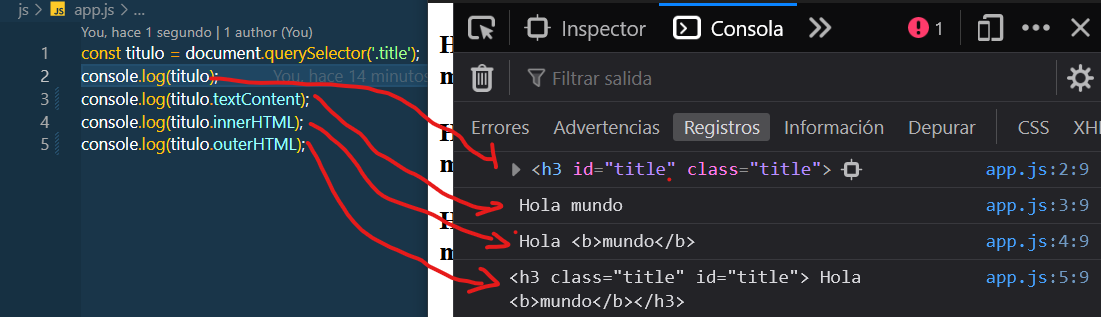 js > JS app.js > ...
You, hace 1 segundo | 1 author (You)
1 const titulo = document.querySelector('.title');
2 console.log(titulo); You, hace 14 minutos
3 console.log(titulo.textContent);
4 console.log(titulo.innerHTML);
5 console.log(titulo.outerHTML);
H
m
H
m
H
m
Inspector Consola 1
Filtrar salida
Errores Advertencias Registros Información Depurar CSS XH
<h3 id="title" class="title"> app.js:2:9
Hola mundo app.js:3:9
Hola <b>mundo</b> app.js:4:9
<h3 class="title" id="title"> Hola app.js:5:9
<b>mundo</b></h3>